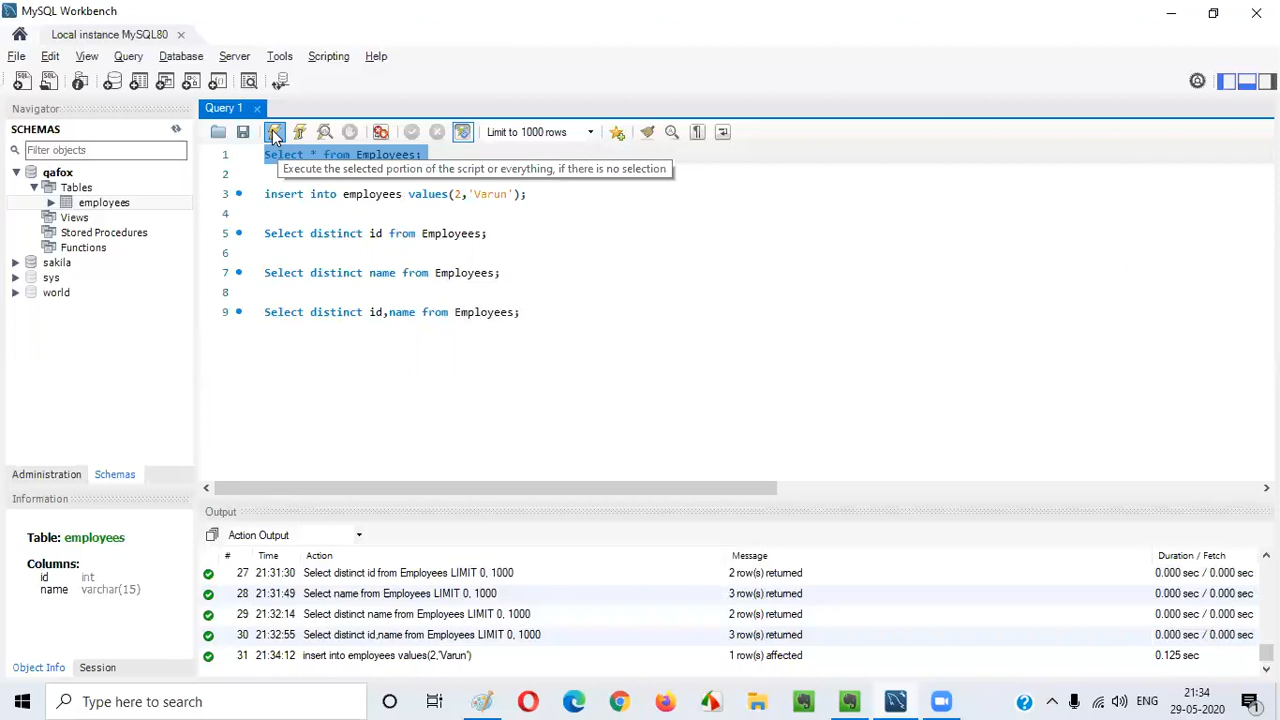 MySQL Workbench
Local instance MySQL80
File Edit View Query Database Server Tools Scripting Help
Navigator
SCHEMAS
Filter objects
qafox
Tables
employees
Views
Stored Procedures
Functions
sakila
sys
world
Administration Schemas
Information
Table: employees
Columns:
id int
name varchar(15)
Object Info Session
Query 1
Limit to 1000 rows
1 Select * from Employees;
Execute the selected portion of the script or everything, if there is no selection
2
3 insert into employees values(2,'Varun');
4
5 Select distinct id from Employees;
6
7 Select distinct name from Employees;
8
9 Select distinct id,name from Employees;
Output
Action Output
# Time Action Message Duration / Fetch
27 21:31:30 Select distinct id from Employees LIMIT 0, 1000 2 row(s) returned 0.000 sec / 0.000 sec
28 21:31:49 Select name from Employees LIMIT 0, 1000 3 row(s) returned 0.000 sec / 0.000 sec
29 21:32:14 Select distinct name from Employees LIMIT 0, 1000 2 row(s) returned 0.000 sec / 0.000 sec
30 21:32:55 Select distinct id,name from Employees LIMIT 0, 1000 3 row(s) returned 0.000 sec / 0.000 sec
31 21:34:12 insert into employees values(2,'Varun') 1 row(s) affected 0.125 sec
Type here to search
ENG
21:34
29-05-2020